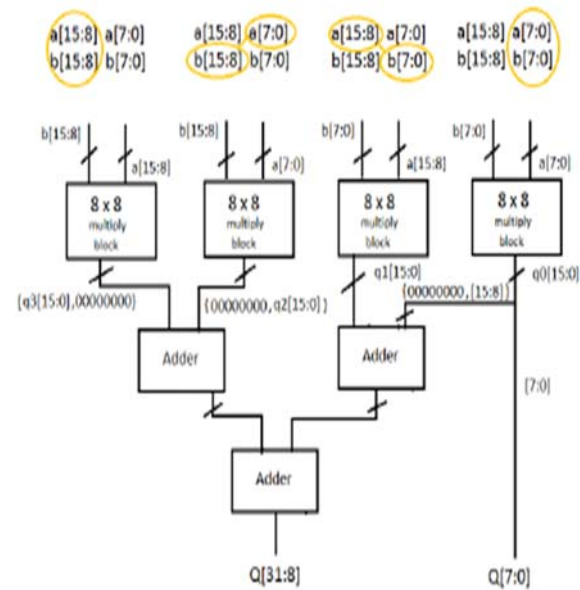 a[15:8] a[7:0] a[15:8] a[7:0] a[15:8] a[7:0] a[15:8] a[7:0]
b[15:8] b[7:0] b[15:8] b[7:0] b[15:8] b[7:0] b[15:8] b[7:0]
b[15:8] b[15:8] b[7:0] b[7:0]
a[15:8] a[7:0] a[15:8] a[7:0]
8 x 8 8 x 8 8 x 8 8 x 8
multiply multiply multiply multiply
block block block block
q1[15:0] q0[15:0]
{q3[15:0],00000000} {00000000,q2[15:0]} {00000000,[15:8]}
Adder Adder
[7:0]
Adder
Q[31:8] Q[7:0]